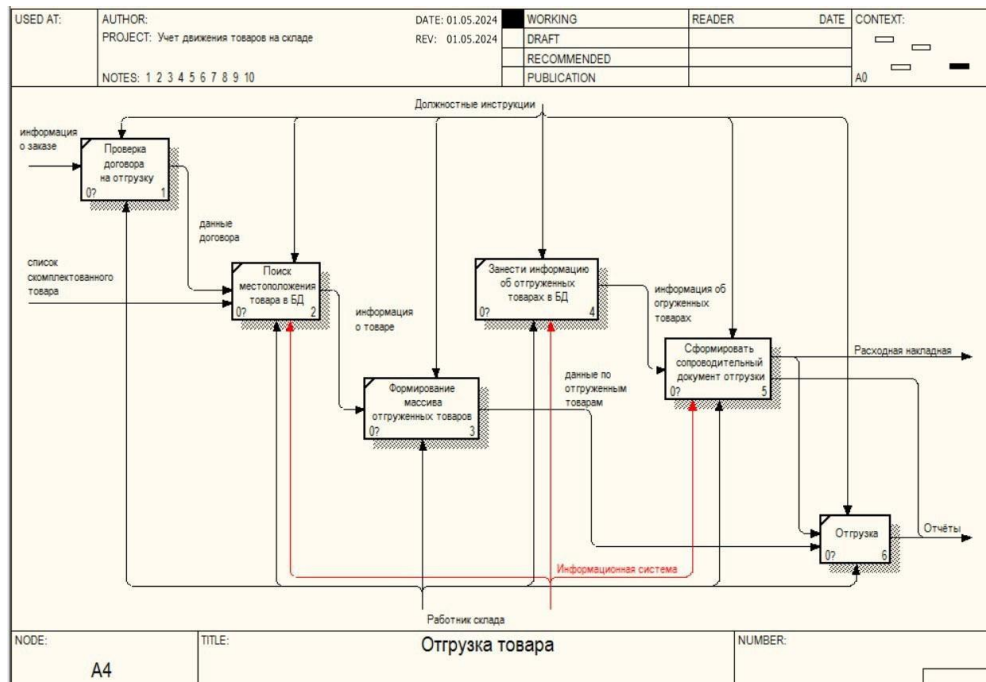 USED AT:
AUTHOR:
DATE: 01.05.2024
WORKING
READER
DATE
CONTEXT:
PROJECT: Учет движения товаров на складе
REV: 01.05.2024
DRAFT
RECOMMENDED
NOTES: 1 2 3 4 5 6 7 8 9 10
PUBLICATION
A0
Должностные инструкции
информация
о заказе
Проверка
договора
на отгрузку
0? 1
данные
договора
список
скомплектованного
товара
Поиск
местоположения
товара в БД
0? 2
Занести информацию
об отгруженных
товарах в БД
0? 4
информация
о товаре
информация об
огруженных
товарах
Сформировать
сопроводительный
документ отгрузки
0? 5
Расходная накладная
Формирование
массива
отгруженных товаров
0? 3
данные по
отгруженным
товарам
Отгрузка
0? 6
Отчёты
Информационная система
Работник склада
NODE:
A4
TITLE:
Отгрузка товара
NUMBER: